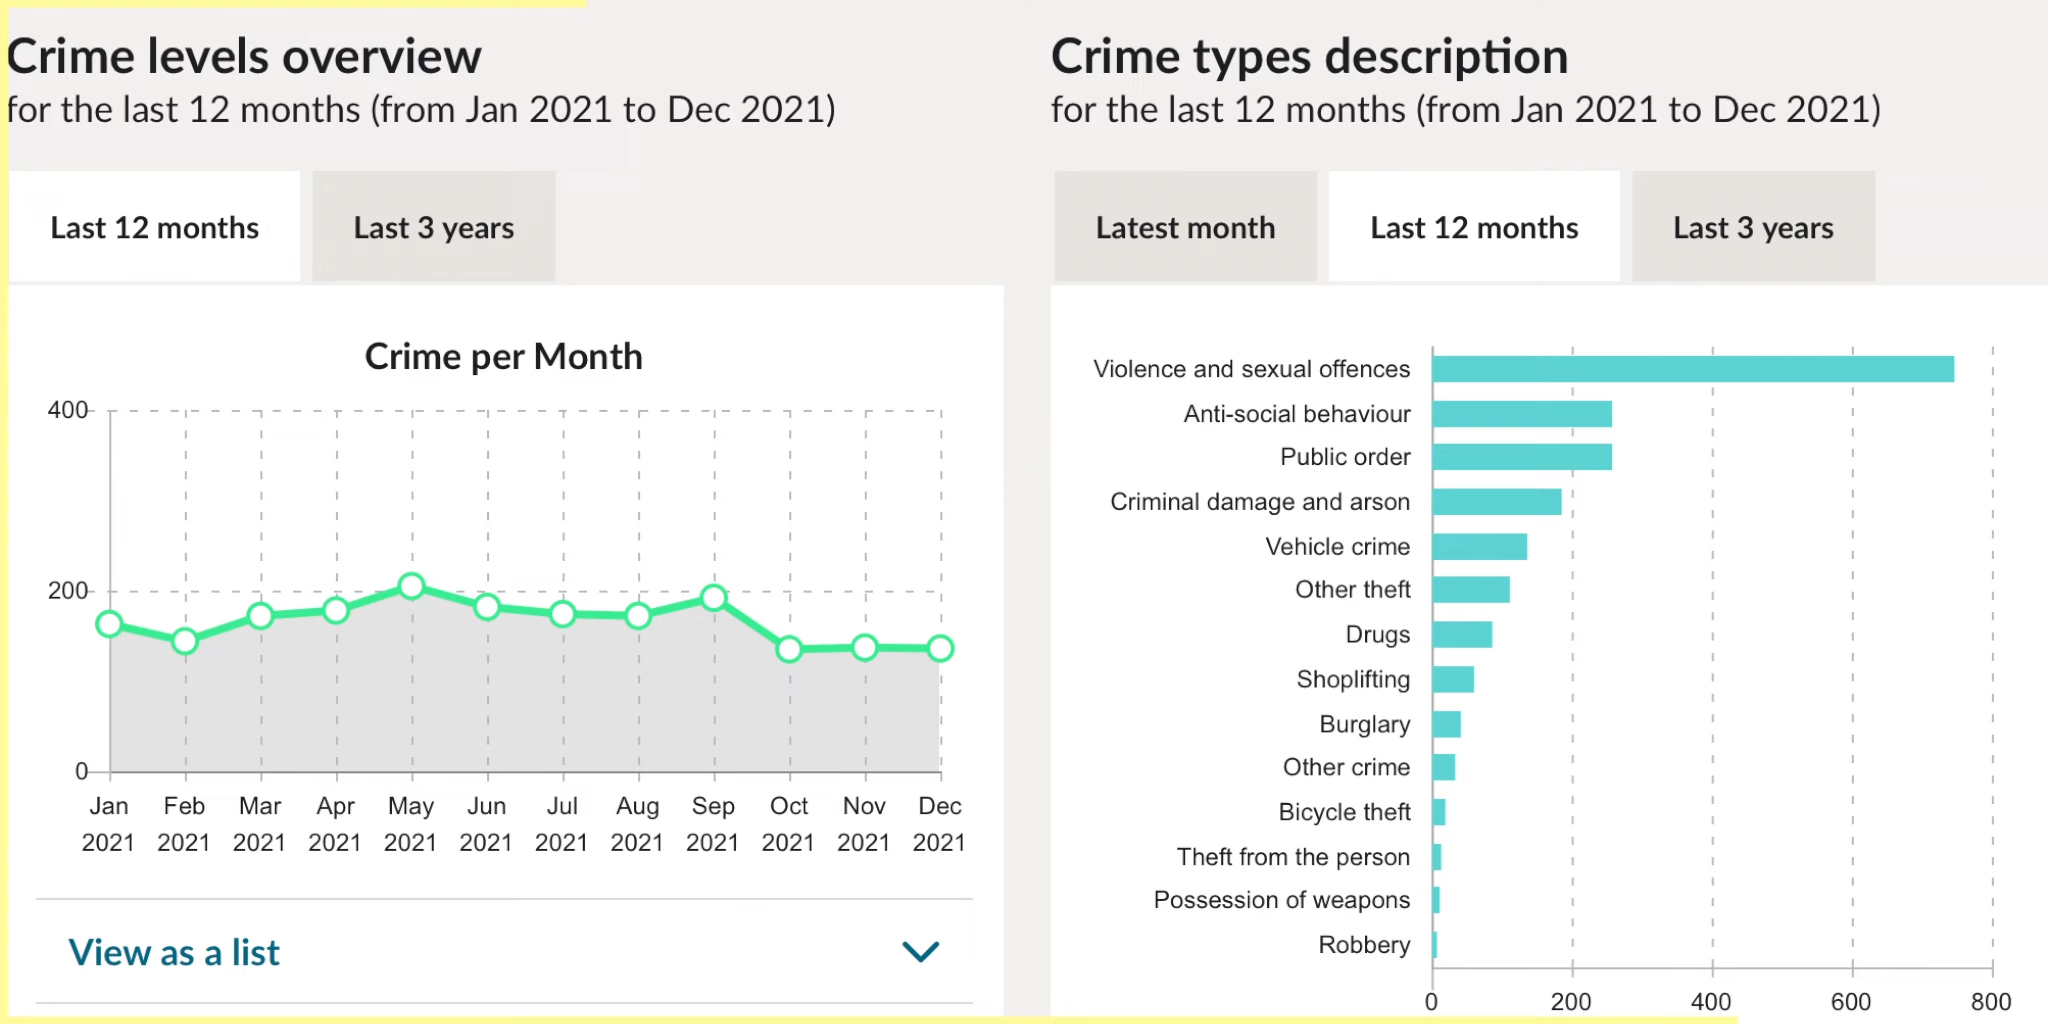 Crime levels overview
for the last 12 months (from Jan 2021 to Dec 2021)
Last 12 months
Last 3 years
Crime per Month
400
200
0
Jan 2021
Feb 2021
Mar 2021
Apr 2021
May 2021
Jun 2021
Jul 2021
Aug 2021
Sep 2021
Oct 2021
Nov 2021
Dec 2021
View as a list
Crime types description
for the last 12 months (from Jan 2021 to Dec 2021)
Latest month
Last 12 months
Last 3 years
Violence and sexual offences
Anti-social behaviour
Public order
Criminal damage and arson
Vehicle crime
Other theft
Drugs
Shoplifting
Burglary
Other crime
Bicycle theft
Theft from the person
Possession of weapons
Robbery
0 200 400 600 800